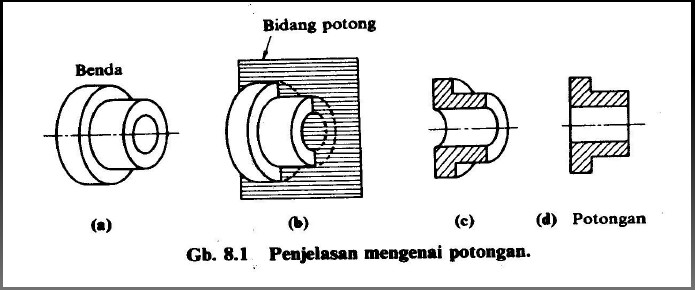 Bidang potong
Benda
(a)
(b)
(c)
(d) Potongan
Gb. 8.1 Penjelasan mengenai potongan.